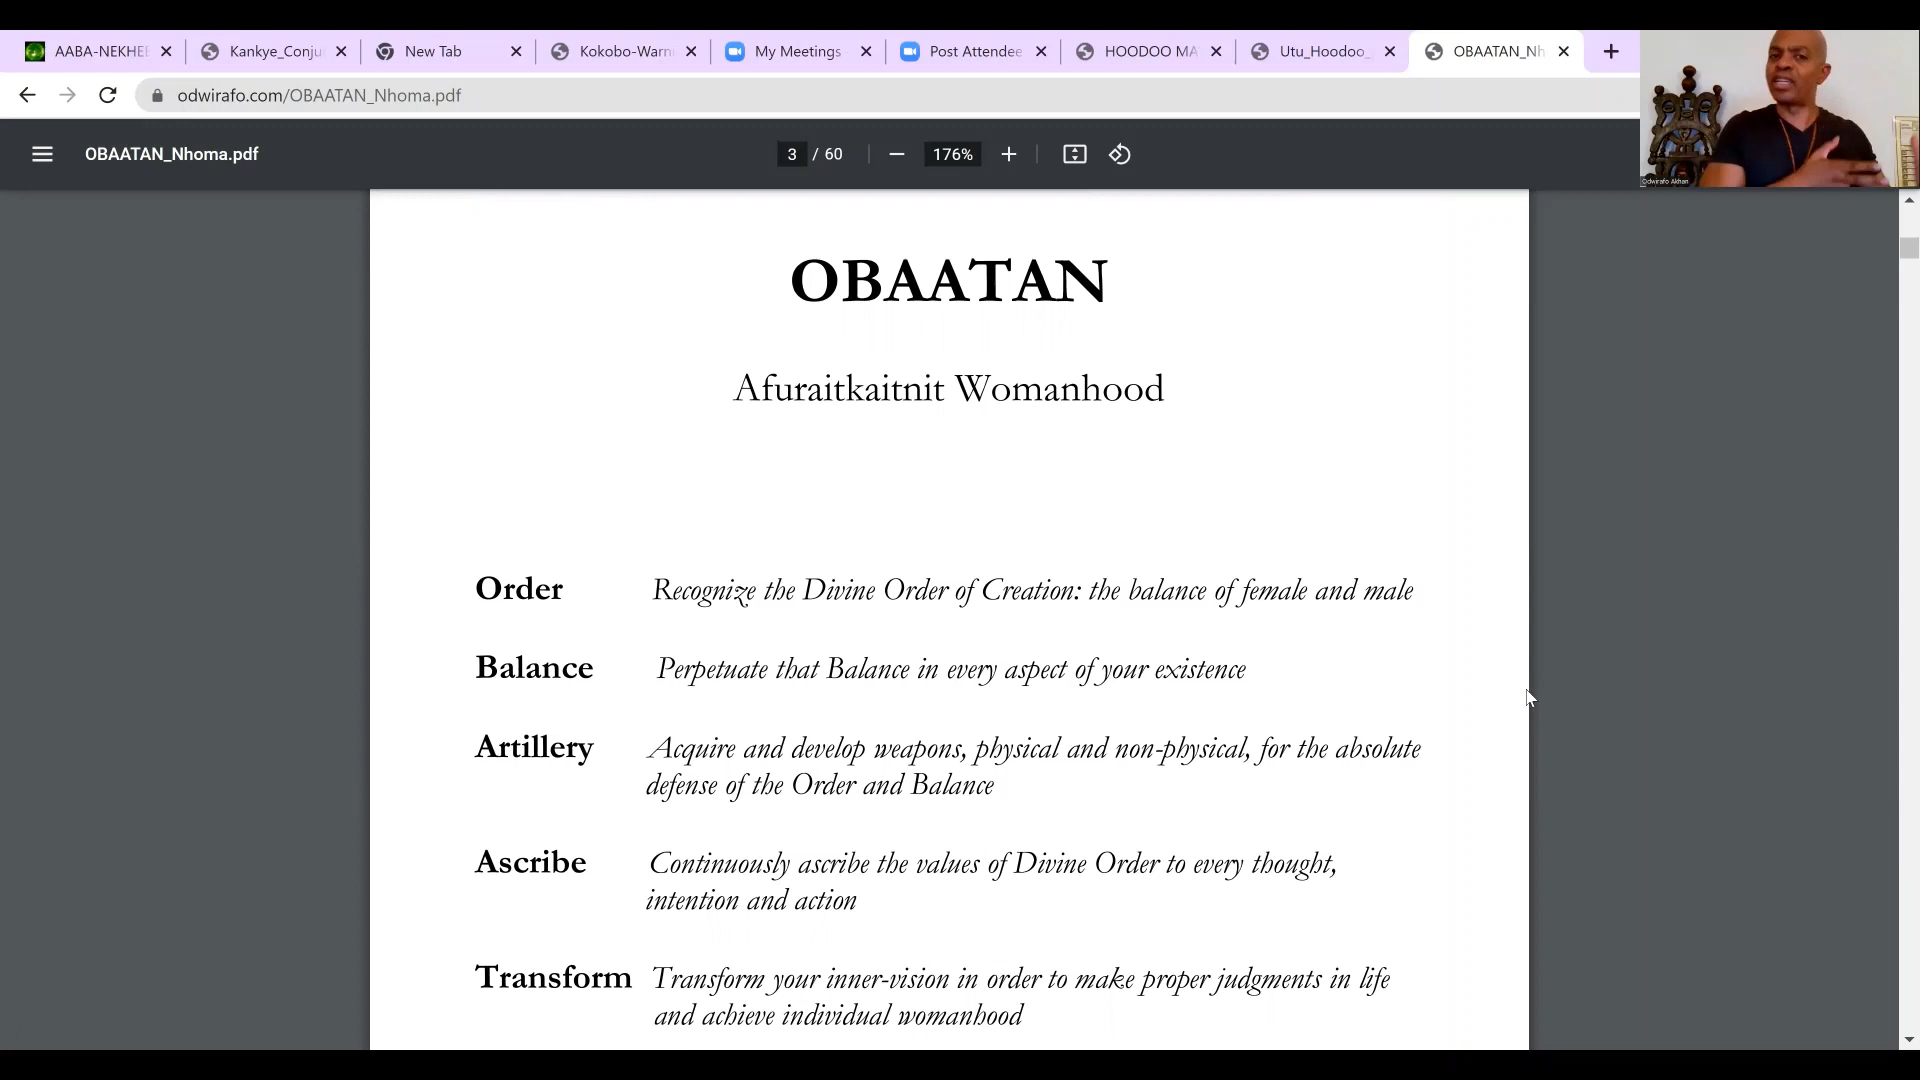 AABA-NEKHEB
Kankye_Conju
New Tab
Kokobo-Warn
My Meetings
Post Attendee
HOODOO MA
Utu_Hoodoo_
OBAATAN_Nh
odwirafo.com/OBAATAN_Nhoma.pdf
OBAATAN_Nhoma.pdf
3 / 60
176%
Odwirafo Akhan
OBAATAN
Afuraitkaitnit Womanhood
Order Recognize the Divine Order of Creation: the balance of female and male
Balance Perpetuate that Balance in every aspect of your existence
Artillery Acquire and develop weapons, physical and non-physical, for the absolute
defense of the Order and Balance
Ascribe Continuously ascribe the values of Divine Order to every thought,
intention and action
Transform Transform your inner-vision in order to make proper judgments in life
and achieve individual womanhood